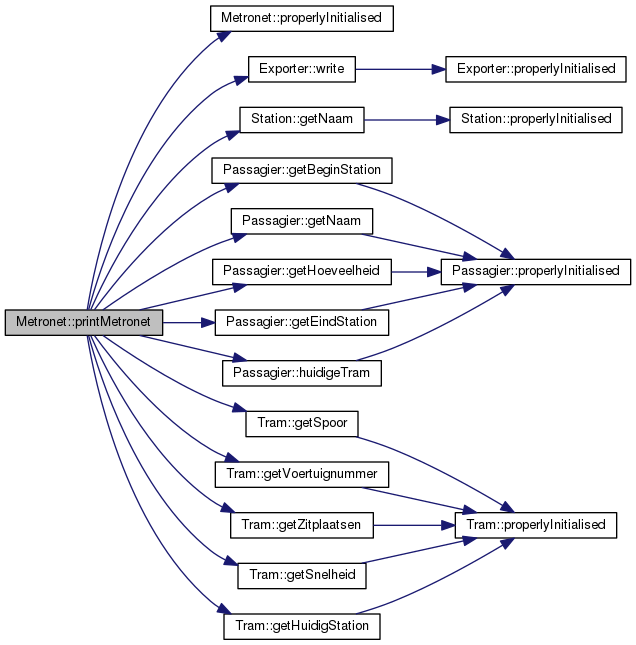 Metronet::properlyInitialised
Exporter::write
Exporter::properlyInitialised
Station::getNaam
Station::properlyInitialised
Passagier::getBeginStation
Passagier::getNaam
Passagier::getHoeveelheid
Passagier::properlyInitialised
Metronet::printMetronet
Passagier::getEindStation
Passagier::huidigeTram
Tram::getSpoor
Tram::getVoertuignummer
Tram::getZitplaatsen
Tram::properlyInitialised
Tram::getSnelheid
Tram::getHuidigStation